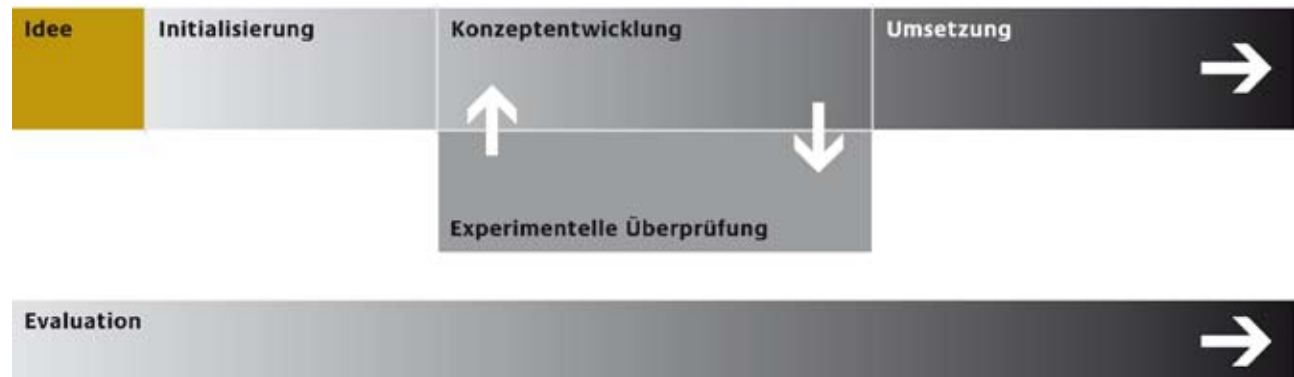 Idee
Initialisierung
Konzeptentwicklung
Umsetzung
Experimentelle Überprüfung
Evaluation